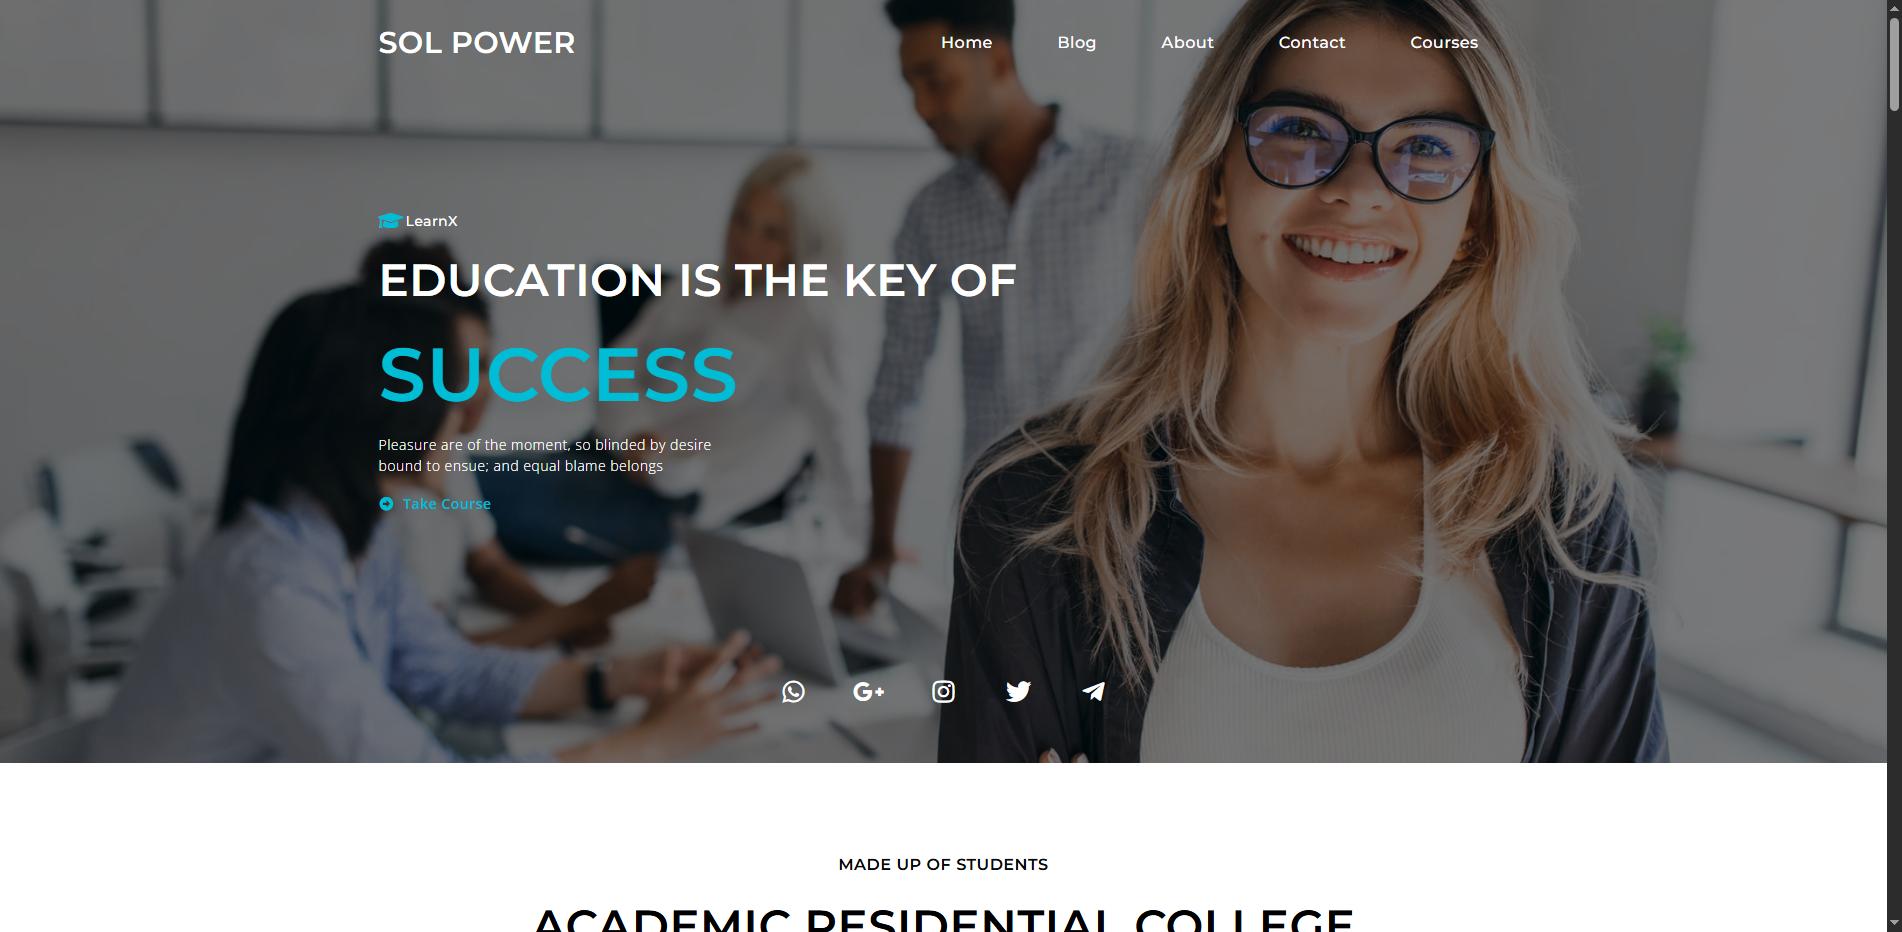 SOL POWER
Home Blog About Contact Courses
LearnX
EDUCATION IS THE KEY OF
SUCCESS
Pleasure are of the moment, so blinded by desire
bound to ensue; and equal blame belongs
Take Course
G+
MADE UP OF STUDENTS
ACADEMIC RESIDENTIAL COLLEGE